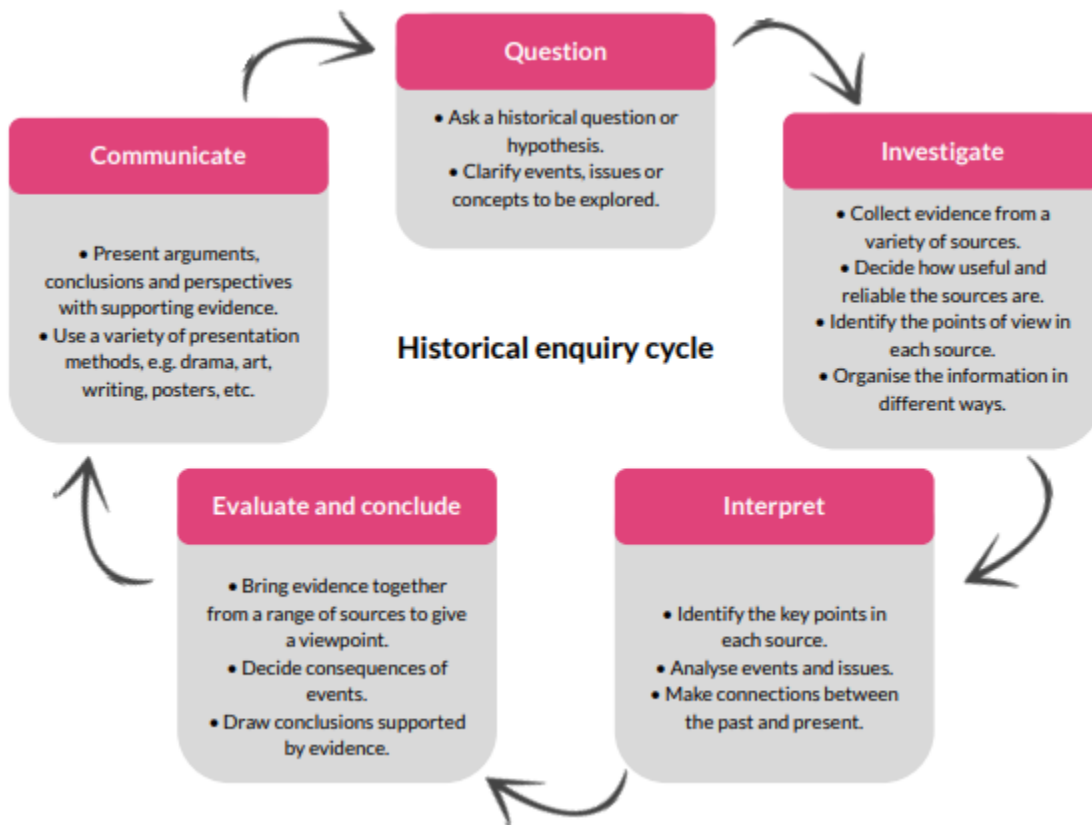 Question
• Ask a historical question or
hypothesis.
• Clarify events, issues or
concepts to be explored.
Investigate
• Collect evidence from a
variety of sources.
• Decide how useful and
reliable the sources are.
• Identify the points of view in
each source.
• Organise the information in
different ways.
Interpret
• Identify the key points in
each source.
• Analyse events and issues.
• Make connections between
the past and present.
Evaluate and conclude
• Bring evidence together
from a range of sources to give
a viewpoint.
• Decide consequences of
events.
• Draw conclusions supported
by evidence.
Communicate
• Present arguments,
conclusions and perspectives
with supporting evidence.
• Use a variety of presentation
methods, e.g. drama, art,
writing, posters, etc.
Historical enquiry cycle